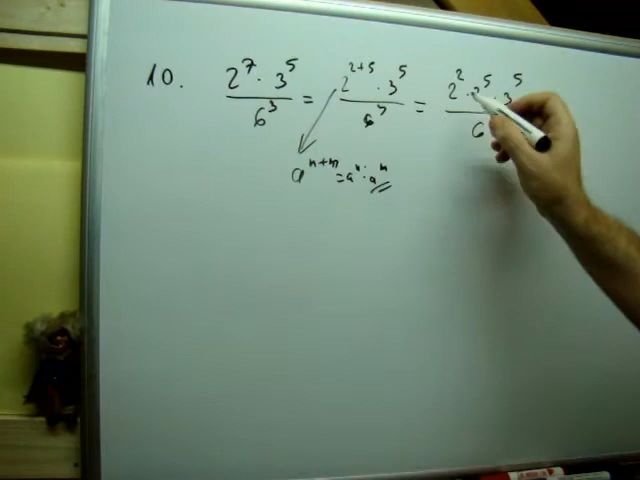 10. 2^7 · 3^5 / 6^3 = 2^{2+5} · 3^5 / 6^3 = 2^2 · 2^5 · 3^5 / 6
a^{n+m} = a^n · a^m